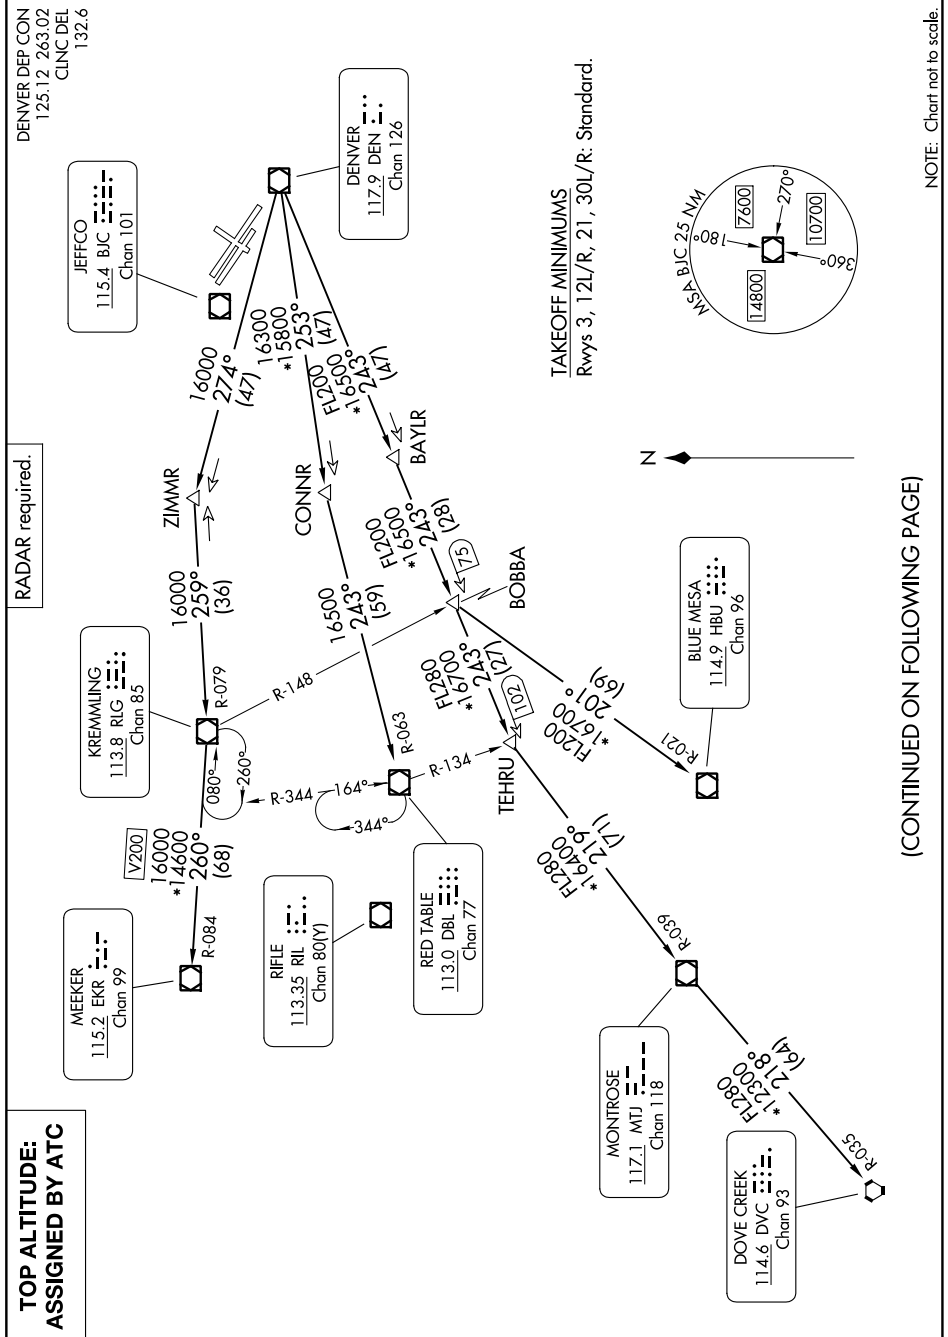 TOP ALTITUDE:
ASSIGNED BY ATC
RADAR required.
DENVER DEP CON
125.12 263.02
CLNC DEL
132.6
MEEKER
115.2 EKR
Chan 99
R-084
V200
16000
*14600
260°
(68)
KREMMLING
113.8 RLG
Chan 85
080°
260°
R-079
16000
259°
(36)
ZIMMR
16000
274°
(47)
JEFFCO
115.4 BJC
Chan 101
DENVER
117.9 DEN
Chan 126
16300
*15800
253°
(47)
CONNR
16500
243°
(59)
R-063
R-148
R-344
164°
344°
R-134
RIFLE
113.35 RIL
Chan 80(Y)
RED TABLE
113.0 DBL
Chan 77
FL200
*16500
243°
(47)
BAYLR
FL200
*16500
243°
(28)
75
BOBBA
FL280
*16700
243°
(27)
102
TEHRU
FL200
*16700
201°
(69)
R-021
BLUE MESA
114.9 HBU
Chan 96
FL280
*16400
219°
(71)
R-039
MONTROSE
117.1 MTJ
Chan 118
FL280
*12300
218°
(64)
R-035
DOVE CREEK
114.6 DVC
Chan 93
TAKEOFF MINIMUMS
Rwys 3, 12L/R, 21, 30L/R: Standard.
N
MSA BJC 25 NM
180°
7600
270°
14800
10700
360°
(CONTINUED ON FOLLOWING PAGE)
NOTE: Chart not to scale.